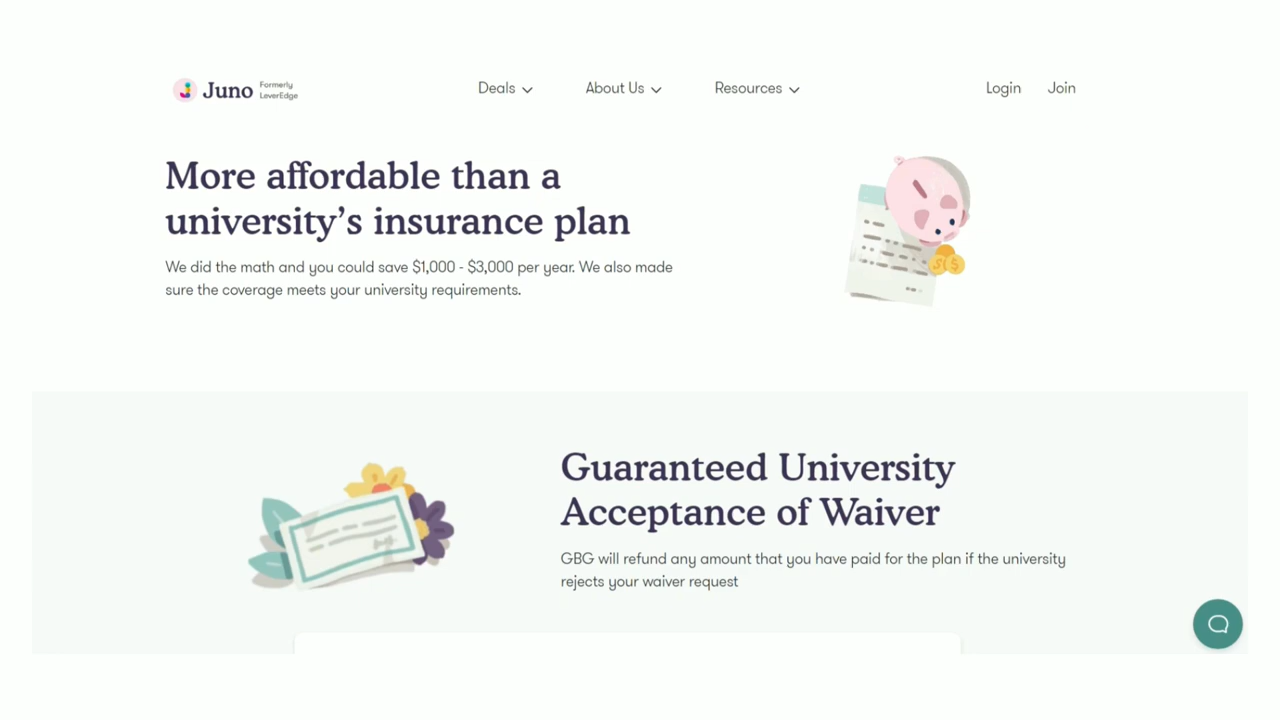 Juno
Formerly
LeverEdge
Deals
About Us
Resources
Login
Join
More affordable than a
university's insurance plan
We did the math and you could save $1,000 - $3,000 per year. We also made
sure the coverage meets your university requirements.
$ $
Guaranteed University
Acceptance of Waiver
GBG will refund any amount that you have paid for the plan if the university
rejects your waiver request